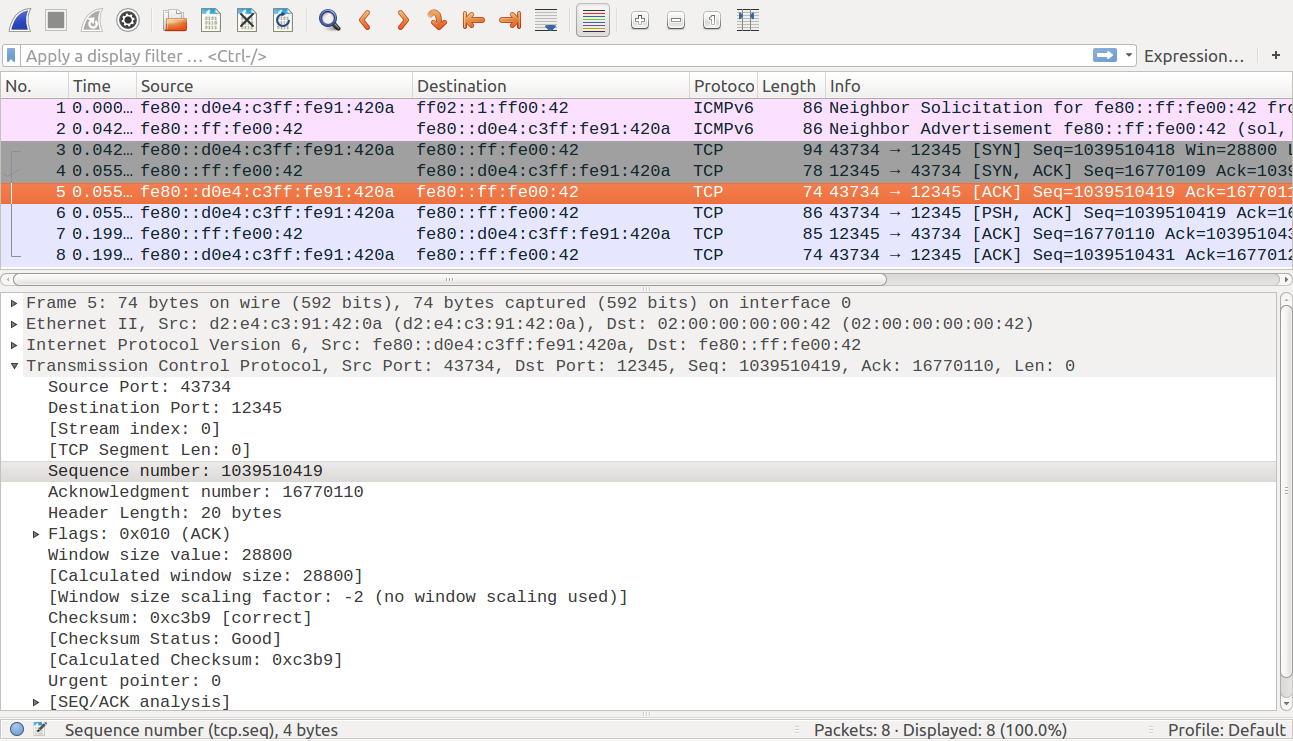 Apply a display filter … <Ctrl-/>
Expression…
+
No. Time Source Destination Protoco Length Info
1 0.000… fe80::d0e4:c3ff:fe91:420a ff02::1:ff00:42 ICMPv6 86 Neighbor Solicitation for fe80::ff:fe00:42 fro
2 0.042… fe80::ff:fe00:42 fe80::d0e4:c3ff:fe91:420a ICMPv6 86 Neighbor Advertisement fe80::ff:fe00:42 (sol,
3 0.042… fe80::d0e4:c3ff:fe91:420a fe80::ff:fe00:42 TCP 94 43734 → 12345 [SYN] Seq=1039510418 Win=28800 L
4 0.055… fe80::ff:fe00:42 fe80::d0e4:c3ff:fe91:420a TCP 78 12345 → 43734 [SYN, ACK] Seq=16770109 Ack=1039
5 0.055… fe80::d0e4:c3ff:fe91:420a fe80::ff:fe00:42 TCP 74 43734 → 12345 [ACK] Seq=1039510419 Ack=1677011
6 0.055… fe80::d0e4:c3ff:fe91:420a fe80::ff:fe00:42 TCP 86 43734 → 12345 [PSH, ACK] Seq=1039510419 Ack=16
7 0.199… fe80::ff:fe00:42 fe80::d0e4:c3ff:fe91:420a TCP 85 12345 → 43734 [ACK] Seq=16770110 Ack=103951043
8 0.199… fe80::d0e4:c3ff:fe91:420a fe80::ff:fe00:42 TCP 74 43734 → 12345 [ACK] Seq=1039510431 Ack=1677012
Frame 5: 74 bytes on wire (592 bits), 74 bytes captured (592 bits) on interface 0
Ethernet II, Src: d2:e4:c3:91:42:0a (d2:e4:c3:91:42:0a), Dst: 02:00:00:00:00:42 (02:00:00:00:00:42)
Internet Protocol Version 6, Src: fe80::d0e4:c3ff:fe91:420a, Dst: fe80::ff:fe00:42
Transmission Control Protocol, Src Port: 43734, Dst Port: 12345, Seq: 1039510419, Ack: 16770110, Len: 0
Source Port: 43734
Destination Port: 12345
[Stream index: 0]
[TCP Segment Len: 0]
Sequence number: 1039510419
Acknowledgment number: 16770110
Header Length: 20 bytes
Flags: 0x010 (ACK)
Window size value: 28800
[Calculated window size: 28800]
[Window size scaling factor: -2 (no window scaling used)]
Checksum: 0xc3b9 [correct]
[Checksum Status: Good]
[Calculated Checksum: 0xc3b9]
Urgent pointer: 0
[SEQ/ACK analysis]
Sequence number (tcp.seq), 4 bytes
Packets: 8 · Displayed: 8 (100.0%)
Profile: Default